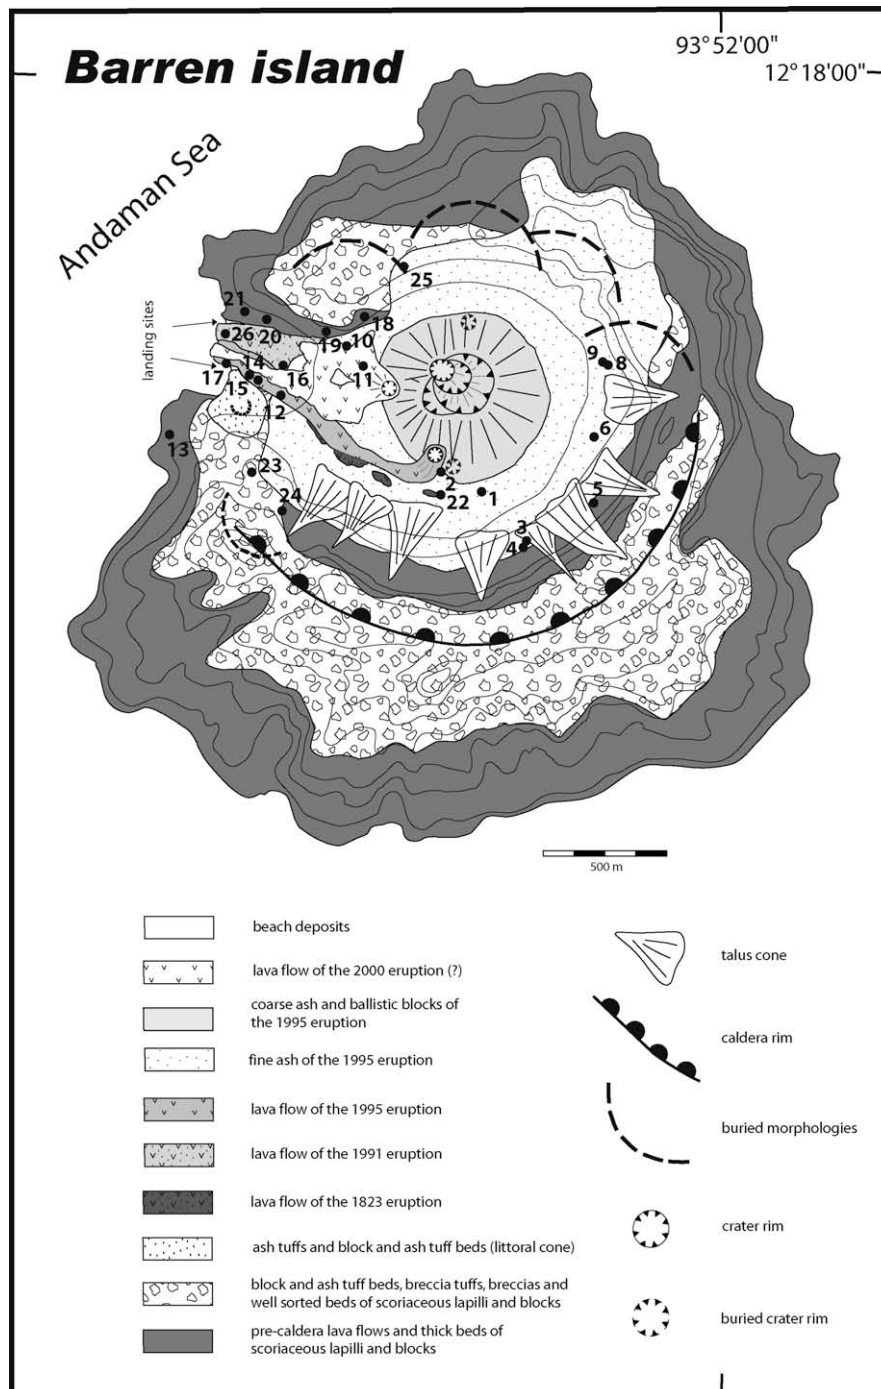 Barren island
93°52'00"
12°18'00"
Andaman Sea
landing sites
25
21
20
18
26
19
10
9
8
14
16
11
17
15
12
6
13
23
2
22
1
5
24
3
4
500 m
beach deposits
lava flow of the 2000 eruption (?)
coarse ash and ballistic blocks of
the 1995 eruption
fine ash of the 1995 eruption
lava flow of the 1995 eruption
lava flow of the 1991 eruption
lava flow of the 1823 eruption
ash tuffs and block and ash tuff beds (littoral cone)
block and ash tuff beds, breccia tuffs, breccias and
well sorted beds of scoriaceous lapilli and blocks
pre-caldera lava flows and thick beds of
scoriaceous lapilli and blocks
talus cone
caldera rim
buried morphologies
crater rim
buried crater rim